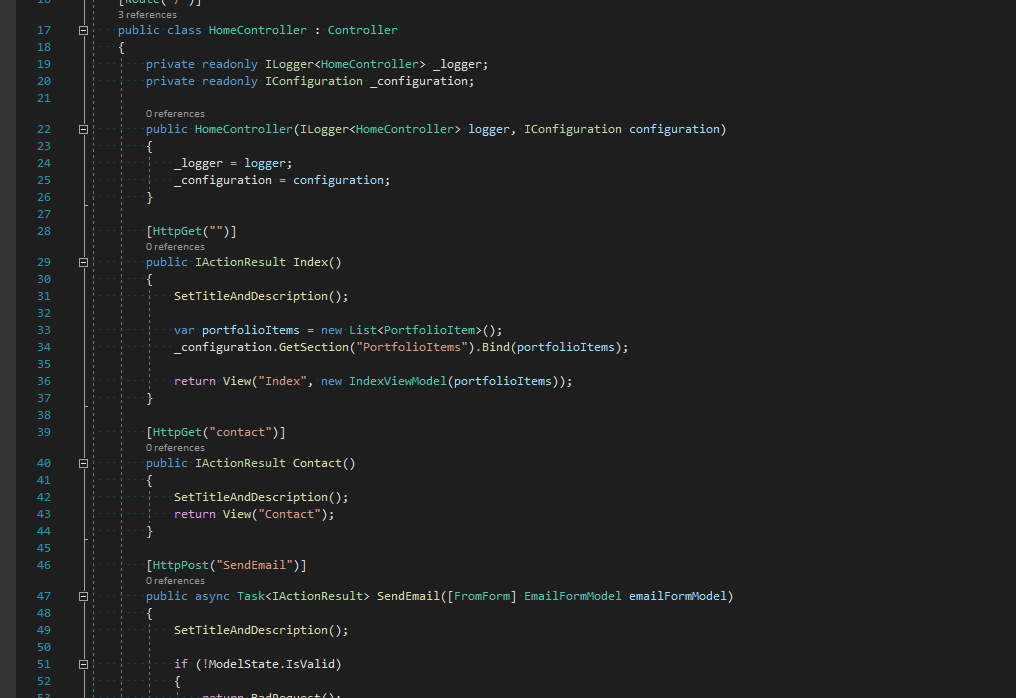 16 [Route("/")]
3 references
17 public class HomeController : Controller
18 {
19 private readonly ILogger<HomeController> _logger;
20 private readonly IConfiguration _configuration;
21
0 references
22 public HomeController(ILogger<HomeController> logger, IConfiguration configuration)
23 {
24 _logger = logger;
25 _configuration = configuration;
26 }
27
28 [HttpGet("")]
0 references
29 public IActionResult Index()
30 {
31 SetTitleAndDescription();
32
33 var portfolioItems = new List<PortfolioItem>();
34 _configuration.GetSection("PortfolioItems").Bind(portfolioItems);
35
36 return View("Index", new IndexViewModel(portfolioItems));
37 }
38
39 [HttpGet("contact")]
0 references
40 public IActionResult Contact()
41 {
42 SetTitleAndDescription();
43 return View("Contact");
44 }
45
46 [HttpPost("SendEmail")]
0 references
47 public async Task<IActionResult> SendEmail([FromForm] EmailFormModel emailFormModel)
48 {
49 SetTitleAndDescription();
50
51 if (!ModelState.IsValid)
52 {
53 return BadRequest();